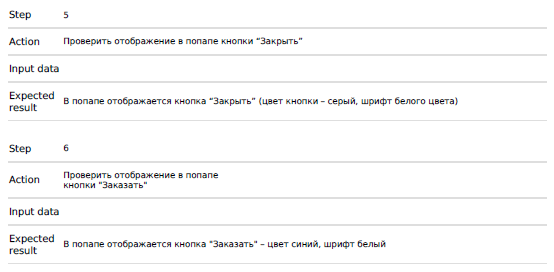 Step 5
Action Проверить отображение в попапе кнопки “Закрыть”
Input data
Expected
result В попапе отображается кнопка “Закрыть” (цвет кнопки – серый, шрифт белого цвета)
Step 6
Action Проверить отображение в попапе
кнопки "Заказать"
Input data
Expected
result В попапе отображается кнопка "Заказать" – цвет синий, шрифт белый